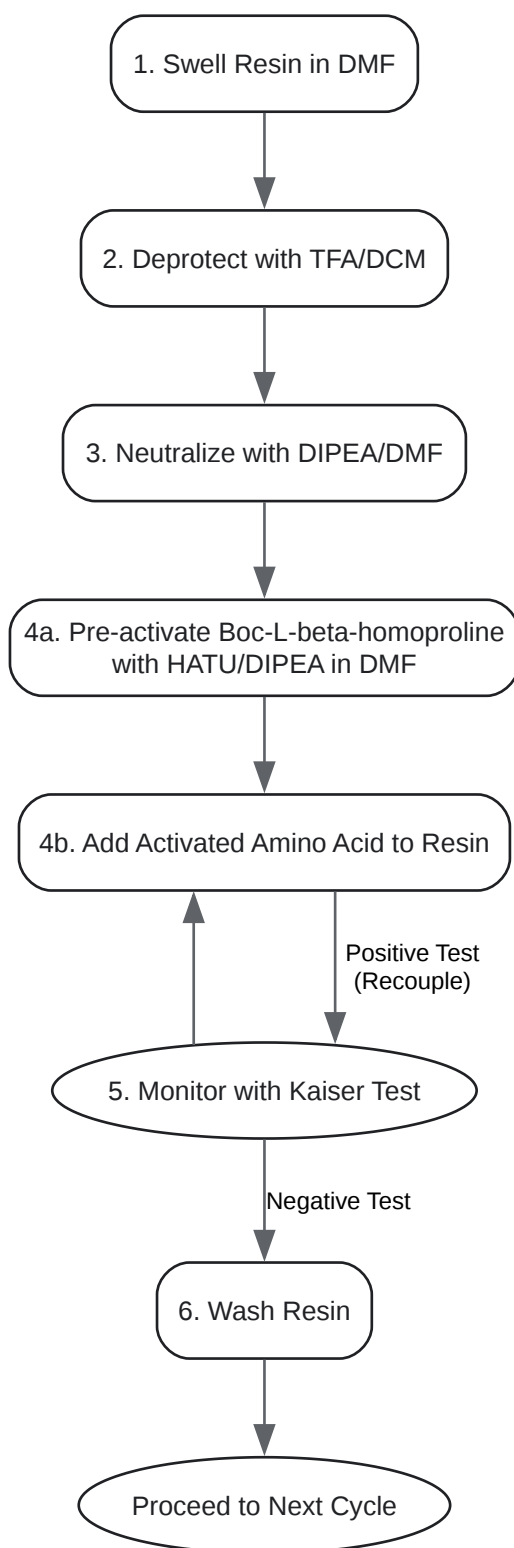 1. Swell Resin in DMF
2. Deprotect with TFA/DCM
3. Neutralize with DIPEA/DMF
4a. Pre-activate Boc-L-beta-homoproline
with HATU/DIPEA in DMF
4b. Add Activated Amino Acid to Resin
Positive Test
(Recouple)
5. Monitor with Kaiser Test
Negative Test
6. Wash Resin
Proceed to Next Cycle